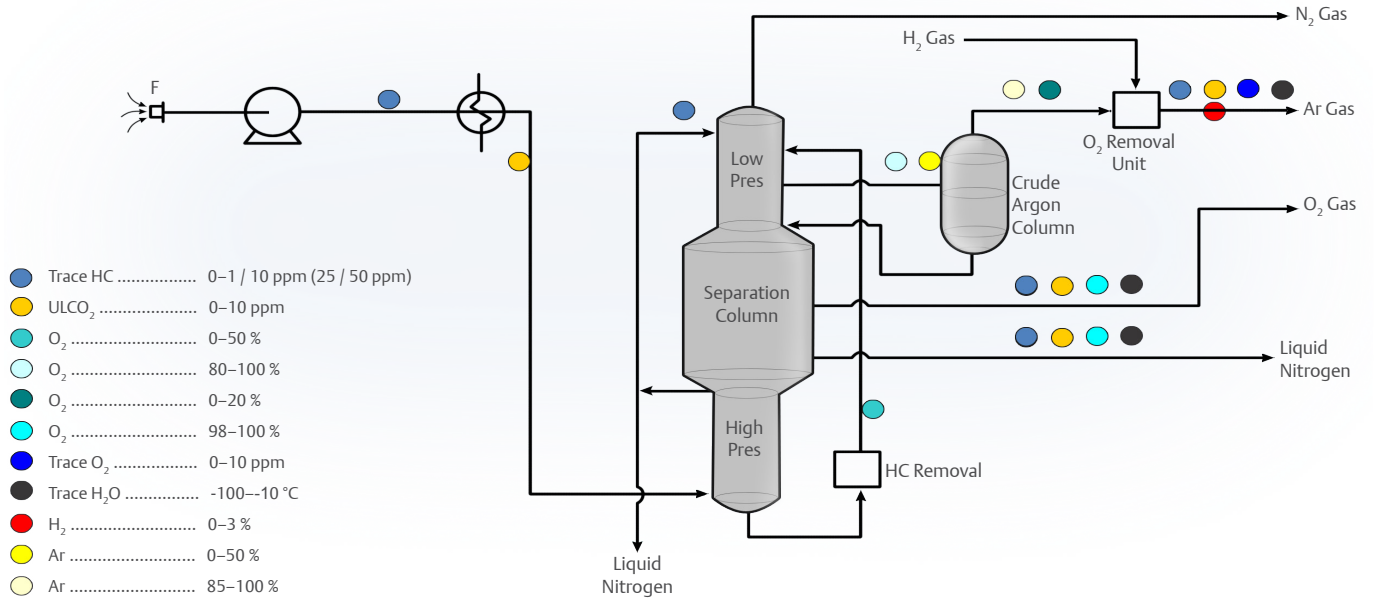 N₂ Gas
H₂ Gas
F
Ar Gas
O₂ Removal
Unit
Low
Pres
Crude
Argon
Column
O₂ Gas
Trace HC ................. 0–1 / 10 ppm (25 / 50 ppm)
ULCO₂ ..................... 0–10 ppm
O₂ ........................... 0–50 %
O₂ ........................... 80–100 %
O₂ ........................... 0–20 %
O₂ ........................... 98–100 %
Trace O₂ .................. 0–10 ppm
Trace H₂O ................ -100–-10 °C
H₂ ........................... 0–3 %
Ar ........................... 0–50 %
Ar ........................... 85–100 %
Separation
Column
Liquid
Nitrogen
High
Pres
HC Removal
Liquid
Nitrogen